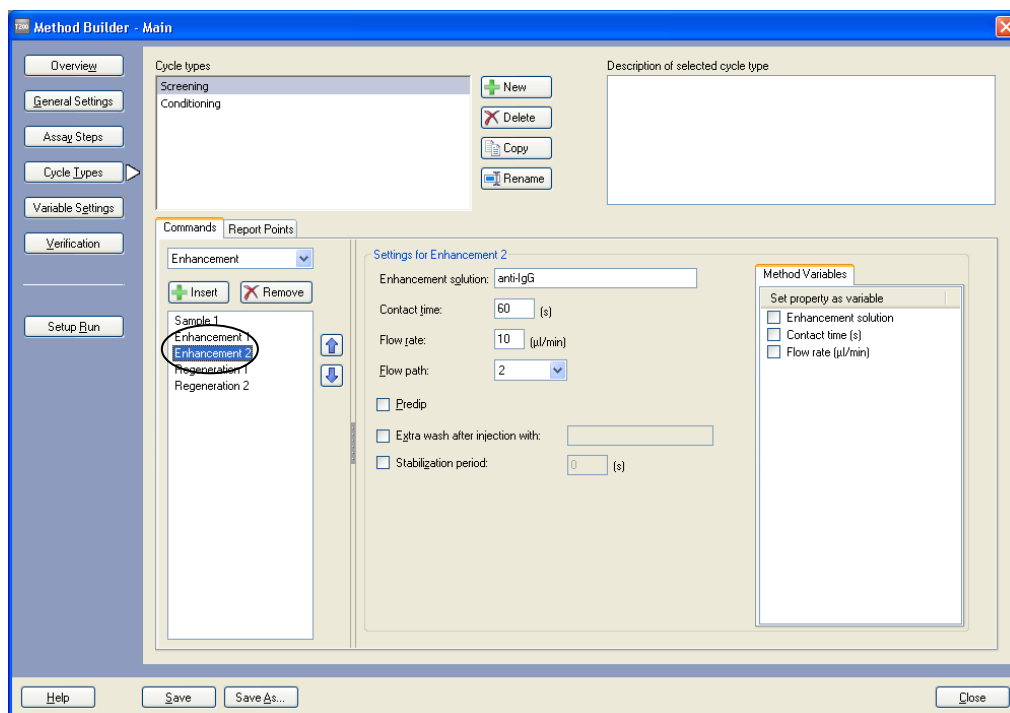 T200 Method Builder - Main
Overview
General Settings
Assay Steps
Cycle Types
Variable Settings
Verification
Setup Run
Cycle types
Screening
Conditioning
New
Delete
Copy
Rename
Description of selected cycle type
Commands Report Points
Enhancement
Insert Remove
Sample 1
Enhancement 1
Enhancement 2
Regeneration 1
Regeneration 2
Settings for Enhancement 2
Enhancement solution: anti-IgG
Contact time: 60 (s)
Flow rate: 10 (µl/min)
Flow path: 2
Predip
Extra wash after injection with:
Stabilization period: 0 (s)
Method Variables
Set property as variable
Enhancement solution
Contact time (s)
Flow rate (µl/min)
Help Save Save As... Close